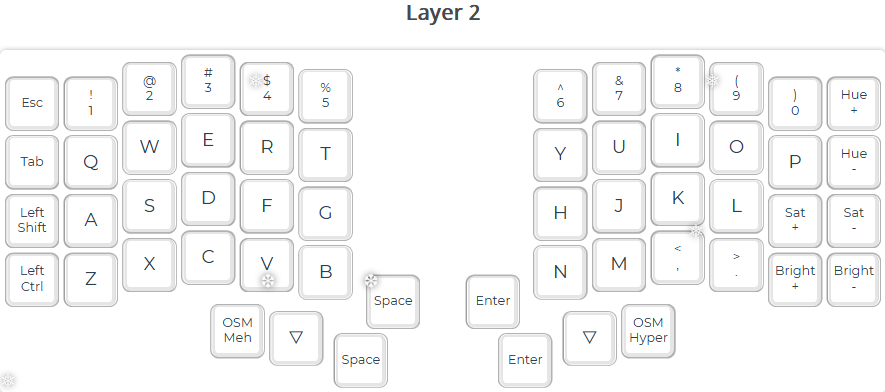 Layer 2
Esc
!
1
@
2
#
3
$
4
%
5
^
6
&
7
*
8
(
9
)
0
Hue
+
Tab
Q
W
E
R
T
Y
U
I
O
P
Hue
-
Left
Shift
A
S
D
F
G
H
J
K
L
Sat
+
Sat
-
Left
Ctrl
Z
X
C
V
B
N
M
<
,
>
.
Bright
+
Bright
-
Space
Enter
OSM
Meh
▽
▽
OSM
Hyper
Space
Enter